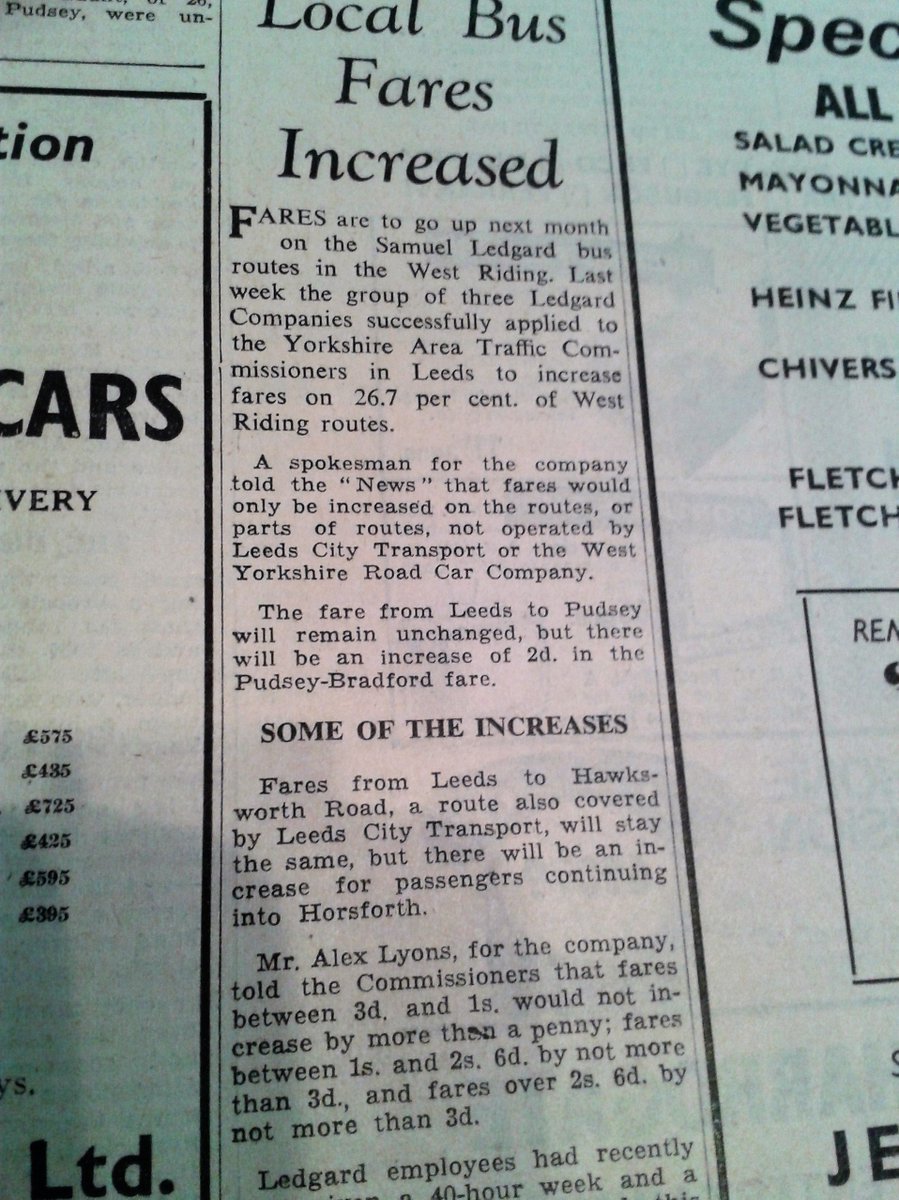 Pudsey, were un-
tion
CARS
IVERY
£575
£435
£725
£425
£595
£395
ys.
Ltd.
Local Bus
Fares
Increased
FARES are to go up next month
on the Samuel Ledgard bus
routes in the West Riding. Last
week the group of three Ledgard
Companies successfully applied to
the Yorkshire Area Traffic Com-
missioners in Leeds to increase
fares on 26.7 per cent. of West
Riding routes.
A spokesman for the company
told the "News" that fares would
only be increased on the routes, or
parts of routes, not operated by
Leeds City Transport or the West
Yorkshire Road Car Company.
The fare from Leeds to Pudsey
will remain unchanged, but there
will be an increase of 2d. in the
Pudsey-Bradford fare.
SOME OF THE INCREASES
Fares from Leeds to Hawks-
worth Road, a route also covered
by Leeds City Transport, will stay
the same, but there will be an in-
crease for passengers continuing
into Horsforth.
Mr. Alex Lyons, for the company,
told the Commissioners that fares
between 3d. and 1s. would not in-
crease by more than a penny; fares
between 1s. and 2s. 6d. by not more
than 3d., and fares over 2s. 6d. by
not more than 3d.
Ledgard employees had recently
a 40-hour week and a
Spec
ALL
SALAD CRE
MAYONNA
VEGETABL
HEINZ FI
CHIVERS
FLETCH
FLETCH
REM
JE